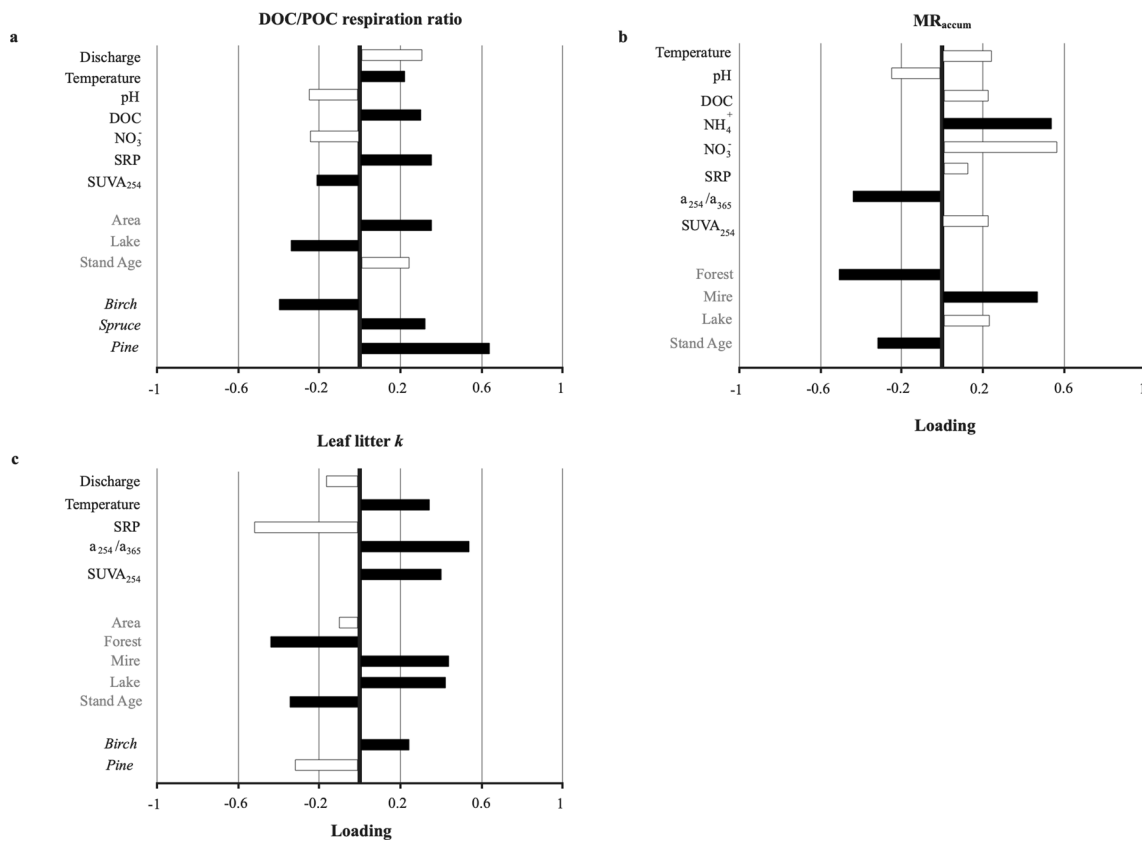 DOC/POC respiration ratio
a
Discharge
Temperature
pH
DOC
NO₃⁻
SRP
SUVA₂₅₄
Area
Lake
Stand Age
Birch
Spruce
Pine
-1 -0.6 -0.2 0.2 0.6 1
MRaccum
b
Temperature
pH
DOC
NH₄⁺
NO₃⁻
SRP
a₂₅₄/a₃₆₅
SUVA₂₅₄
Forest
Mire
Lake
Stand Age
-1 -0.6 -0.2 0.2 0.6 1
Loading
Leaf litter k
c
Discharge
Temperature
SRP
a₂₅₄/a₃₆₅
SUVA₂₅₄
Area
Forest
Mire
Lake
Stand Age
Birch
Pine
-1 -0.6 -0.2 0.2 0.6 1
Loading